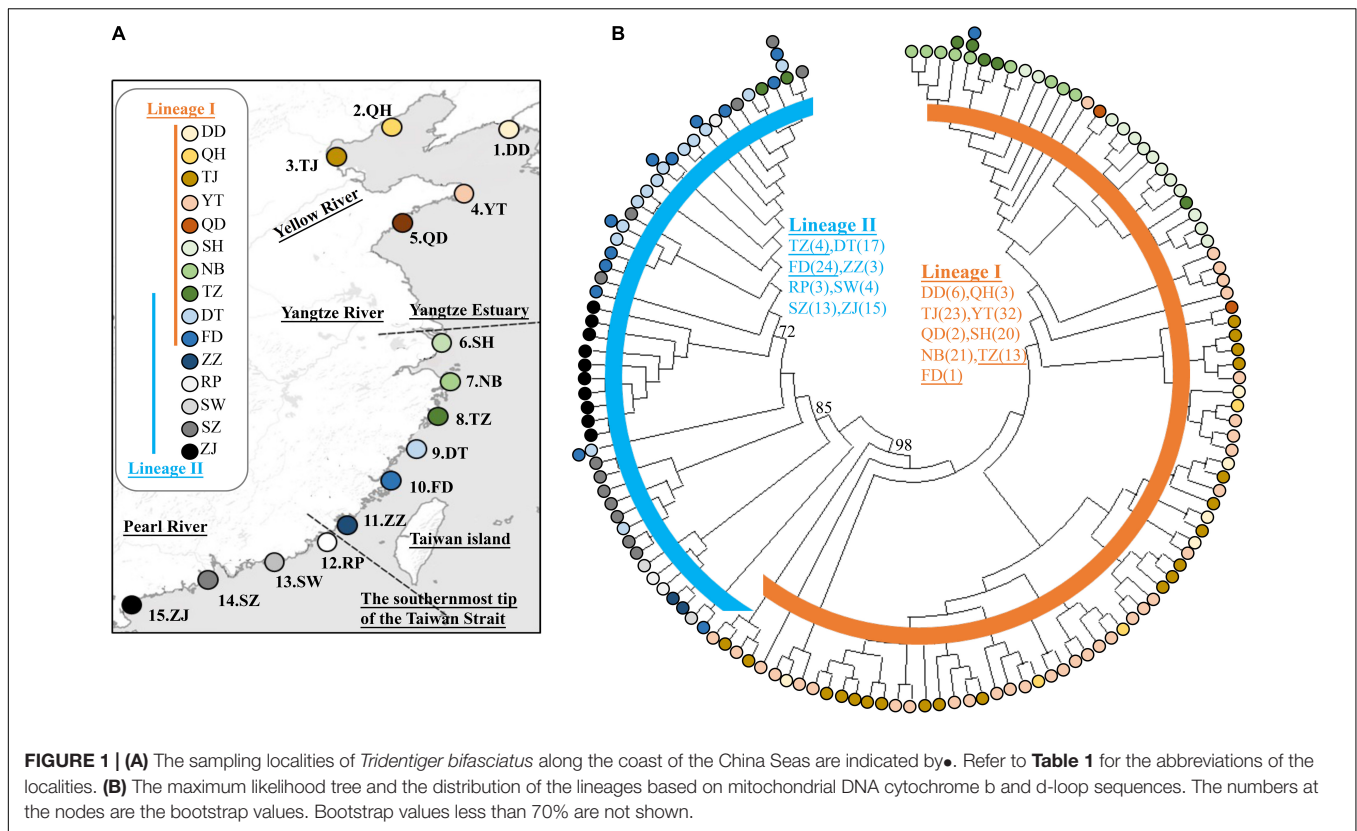 A
B
Lineage I
DD
QH
TJ
YT
QD
SH
NB
TZ
DT
FD
ZZ
RP
SW
SZ
ZJ
Lineage II
2.QH
1.DD
3.TJ
4.YT
Yellow River
5.QD
Yangtze River
Yangtze Estuary
6.SH
7.NB
8.TZ
9.DT
10.FD
Pearl River
11.ZZ
Taiwan island
12.RP
13.SW
14.SZ
The southernmost tip
of the Taiwan Strait
15.ZJ
Lineage II
TZ(4),DT(17)
FD(24),ZZ(3)
RP(3),SW(4)
SZ(13),ZJ(15)
Lineage I
DD(6),QH(3)
TJ(23),YT(32)
QD(2),SH(20)
NB(21),TZ(13)
FD(1)
72
85
98
FIGURE 1 | (A) The sampling localities of Tridentiger bifasciatus along the coast of the China Seas are indicated by●. Refer to Table 1 for the abbreviations of the
localities. (B) The maximum likelihood tree and the distribution of the lineages based on mitochondrial DNA cytochrome b and d-loop sequences. The numbers at
the nodes are the bootstrap values. Bootstrap values less than 70% are not shown.